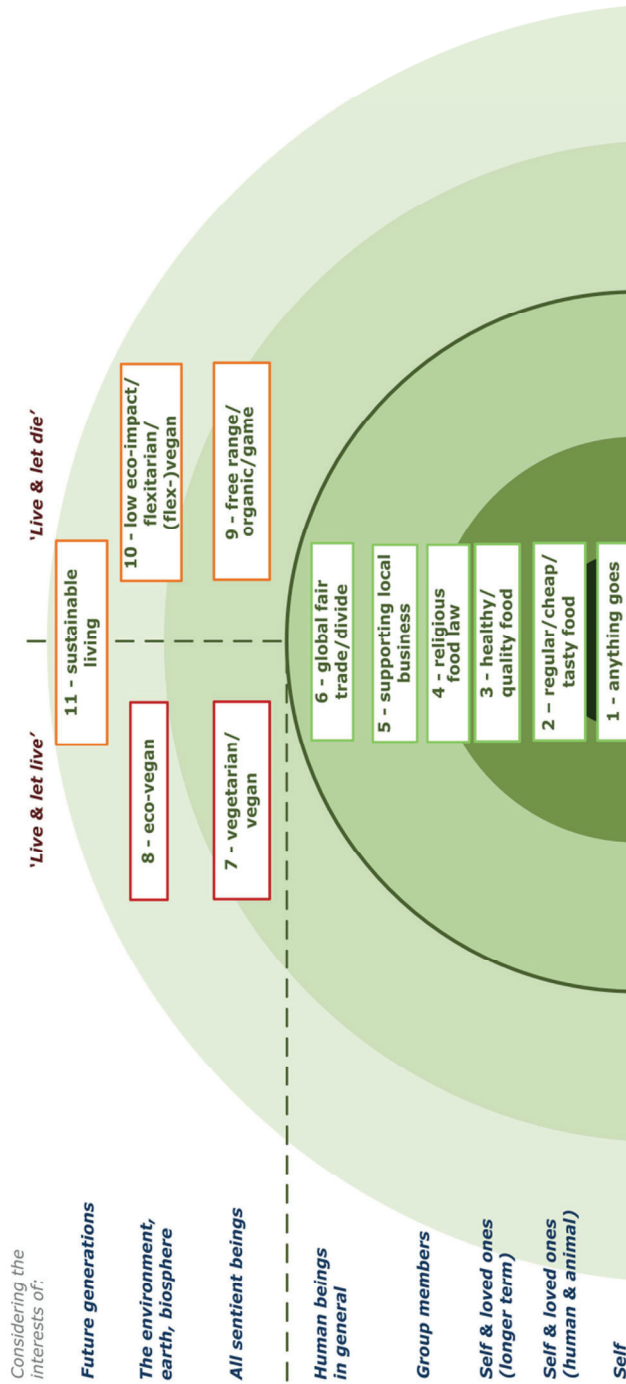 Considering the
interests of:
'Live & let live'
'Live & let die'
Future generations
11 - sustainable
living
The environment,
earth, biosphere
8 - eco-vegan
10 - low eco-impact/
flexitarian/
(flex-)vegan
All sentient beings
7 - vegetarian/
vegan
9 - free range/
organic/game
Human beings
in general
6 - global fair
trade/divide
Group members
5 - supporting local
business
4 - religious
food law
Self & loved ones
(longer term)
3 - healthy/
quality food
Self & loved ones
(human & animal)
2 – regular/cheap/
tasty food
Self
1 - anything goes